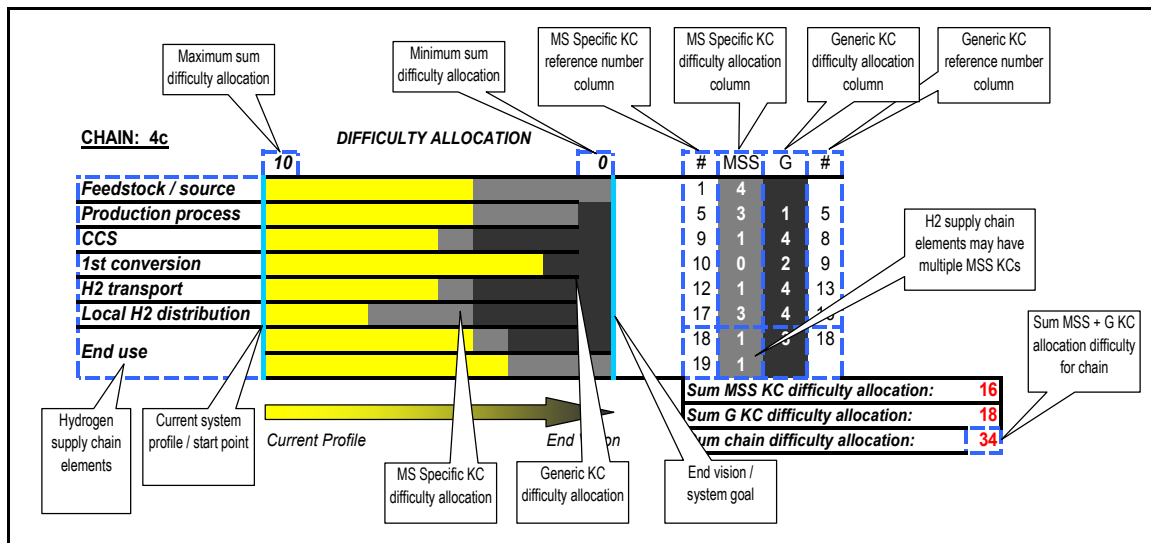 Maximum sum
difficulty allocation
Minimum sum
difficulty allocation
MS Specific KC
reference number
column
MS Specific KC
difficulty allocation
column
Generic KC
difficulty allocation
column
Generic KC
reference number
column
CHAIN: 4c
DIFFICULTY ALLOCATION
10
0
# MSS G #
Feedstock / source
1 4
Production process
5 3 1 5
CCS
9 1 4 8
1st conversion
10 0 2 9
H2 transport
12 1 4 13
Local H2 distribution
17 3 4
End use
18 1 18
19 1
H2 supply chain
elements may have
multiple MSS KCs
Sum MSS + G KC
allocation difficulty
for chain
Sum MSS KC difficulty allocation: 16
Sum G KC difficulty allocation: 18
chain difficulty allocation: 34
Current Profile
End
Hydrogen
supply chain
elements
Current system
profile / start point
MS Specific KC
difficulty allocation
Generic KC
difficulty allocation
End vision /
system goal